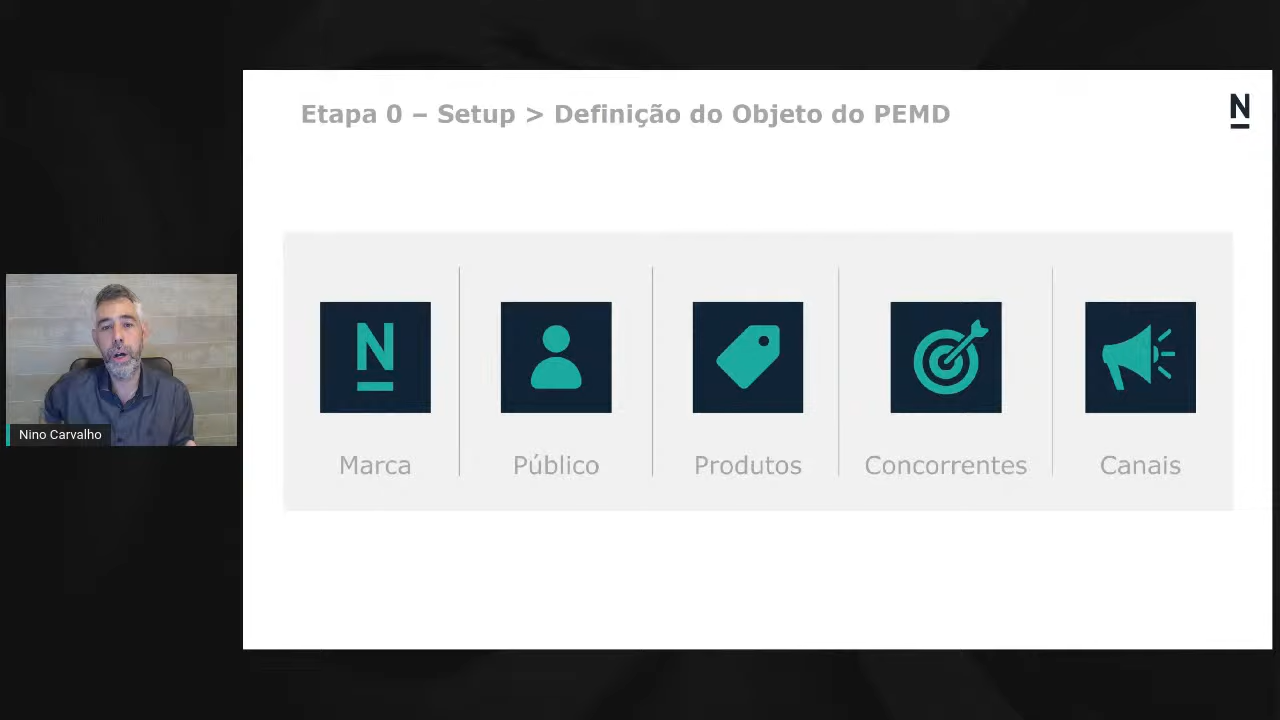 Etapa 0 – Setup > Definição do Objeto do PEMD
N
N
Marca
Público
Produtos
Concorrentes
Canais
Nino Carvalho